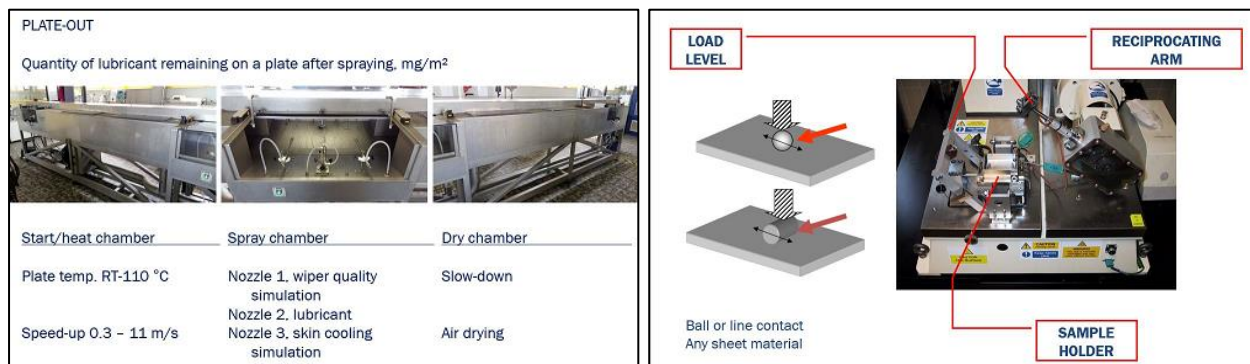 PLATE-OUT
Quantity of lubricant remaining on a plate after spraying, mg/m²
Start/heat chamber
Spray chamber
Dry chamber
Plate temp. RT-110 °C
Nozzle 1, wiper quality
simulation
Slow-down
Nozzle 2, lubricant
Speed-up 0.3 – 11 m/s
Nozzle 3, skin cooling
simulation
Air drying
LOAD
LEVEL
RECIPROCATING
ARM
Ball or line contact
Any sheet material
SAMPLE
HOLDER